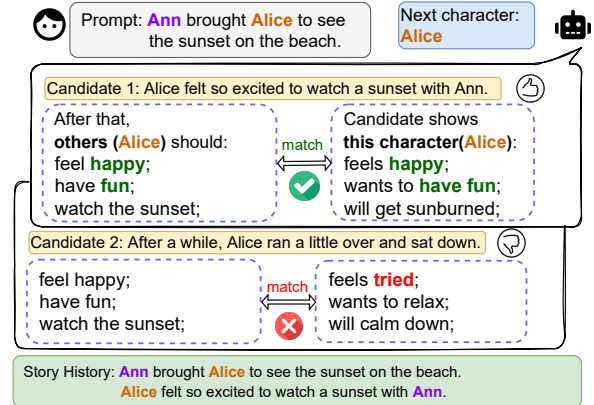 Prompt: Ann brought Alice to see
the sunset on the beach.
Next character:
Alice
Candidate 1: Alice felt so excited to watch a sunset with Ann.
After that,
others (Alice) should:
feel happy;
have fun;
watch the sunset;
match
Candidate shows
this character(Alice):
feels happy;
wants to have fun;
will get sunburned;
Candidate 2: After a while, Alice ran a little over and sat down.
feel happy;
have fun;
watch the sunset;
match
feels tried;
wants to relax;
will calm down;
Story History: Ann brought Alice to see the sunset on the beach.
Alice felt so excited to watch a sunset with Ann.